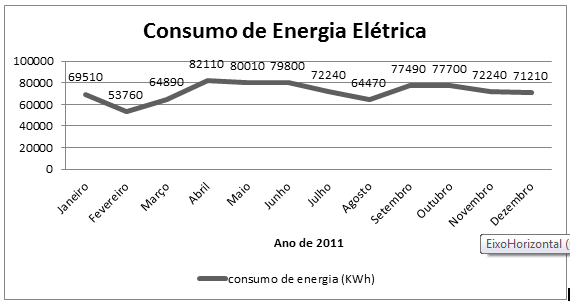 Consumo de Energia Elétrica
100000
80000
60000
40000
20000
0
69510
53760
64890
82110
80010
79800
72240
64470
77490
77700
72240
71210
Janeiro
Fevereiro
Março
Abril
Maio
Junho
Julho
Agosto
Setembro
Outubro
Novembro
Dezembro
Ano de 2011
EixoHorizontal (
consumo de energia (KWh)